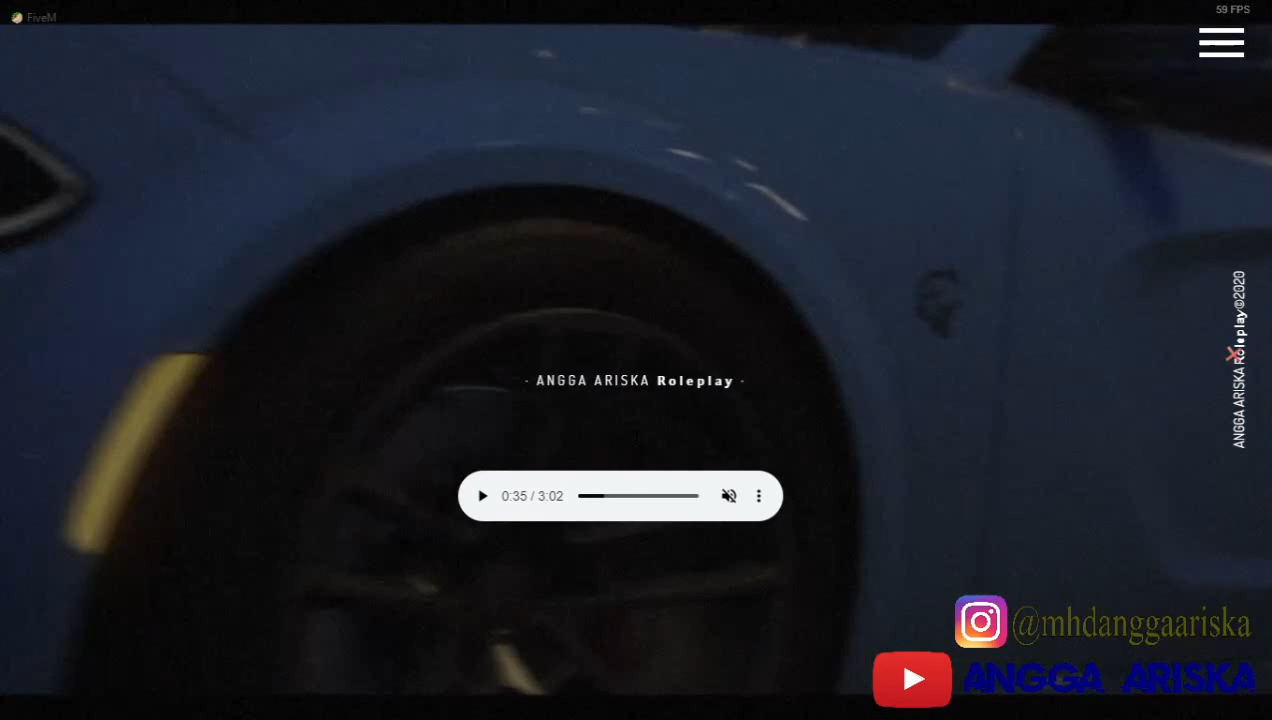 FiveM
59 FPS
- ANGGA ARISKA Roleplay -
ANGGA ARISKA Roleplay©2020
0:35 / 3:02
@mhdanggaariska
ANGGA ARISKA